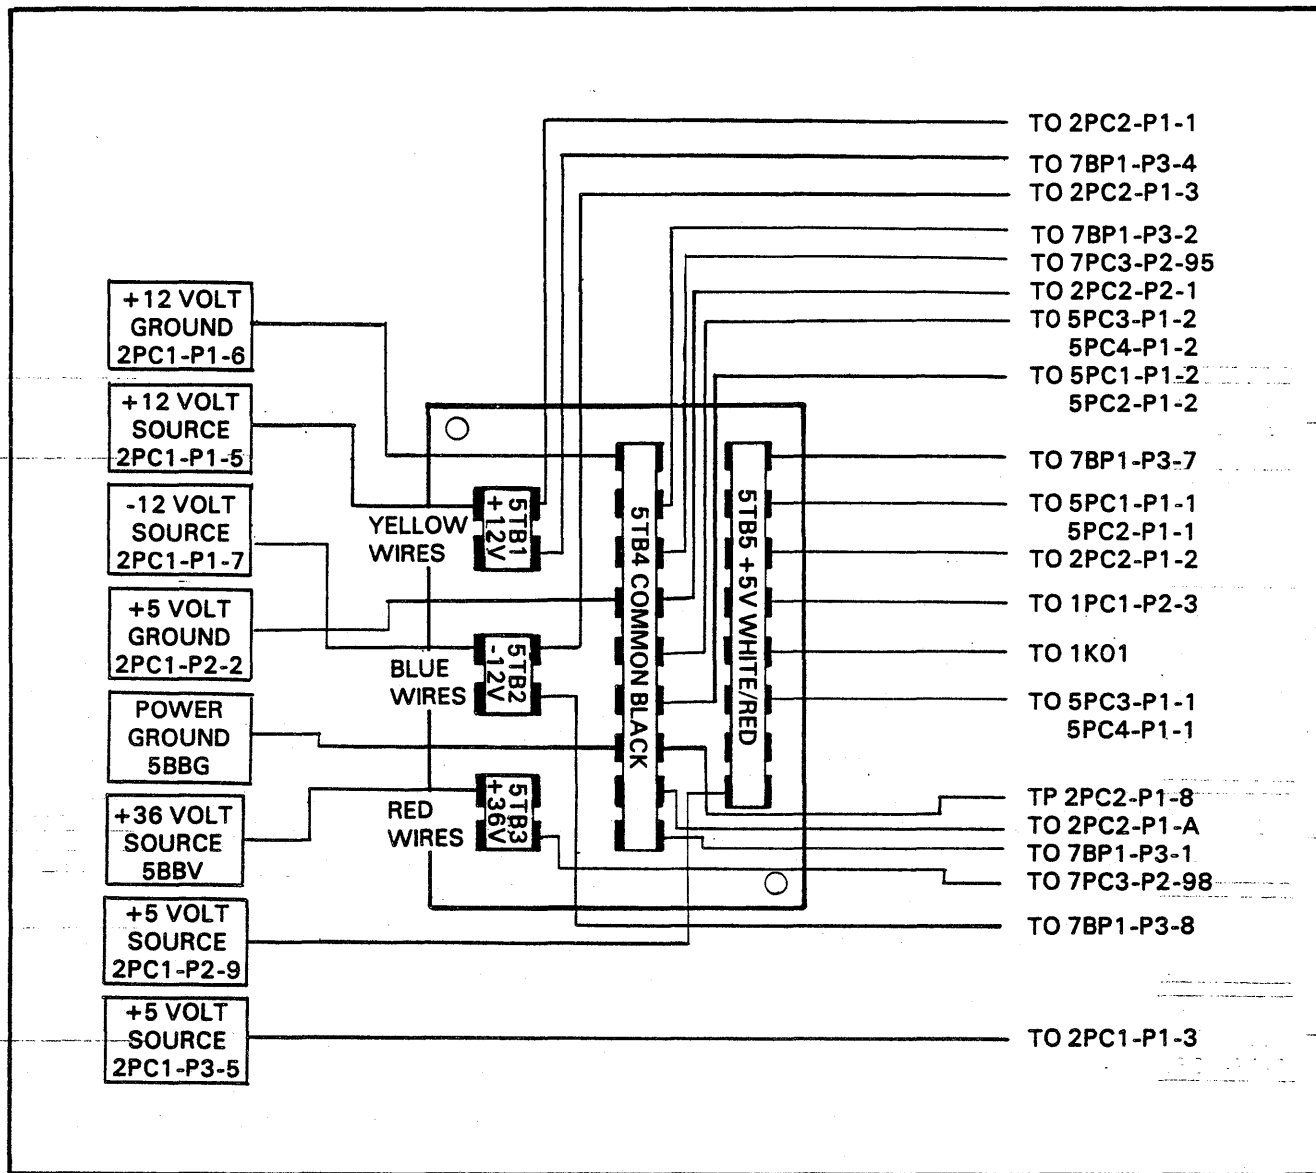 +12 VOLT
GROUND
2PC1-P1-6
+12 VOLT
SOURCE
2PC1-P1-5
-12 VOLT
SOURCE
2PC1-P1-7
+5 VOLT
GROUND
2PC1-P2-2
POWER
GROUND
5BBG
+36 VOLT
SOURCE
5BBV
+5 VOLT
SOURCE
2PC1-P2-9
+5 VOLT
SOURCE
2PC1-P3-5
YELLOW
WIRES
5TB1
+12V
BLUE
WIRES
5TB2
-12V
RED
WIRES
5TB3
+36V
5TB4 COMMON BLACK
5TB5 +5V WHITE/RED
TO 2PC2-P1-1
TO 7BP1-P3-4
TO 2PC2-P1-3
TO 7BP1-P3-2
TO 7PC3-P2-95
TO 2PC2-P2-1
TO 5PC3-P1-2
5PC4-P1-2
TO 5PC1-P1-2
5PC2-P1-2
TO 7BP1-P3-7
TO 5PC1-P1-1
5PC2-P1-1
TO 2PC2-P1-2
TO 1PC1-P2-3
TO 1K01
TO 5PC3-P1-1
5PC4-P1-1
TP 2PC2-P1-8
TO 2PC2-P1-A
TO 7BP1-P3-1
TO 7PC3-P2-98
TO 7BP1-P3-8
TO 2PC1-P1-3